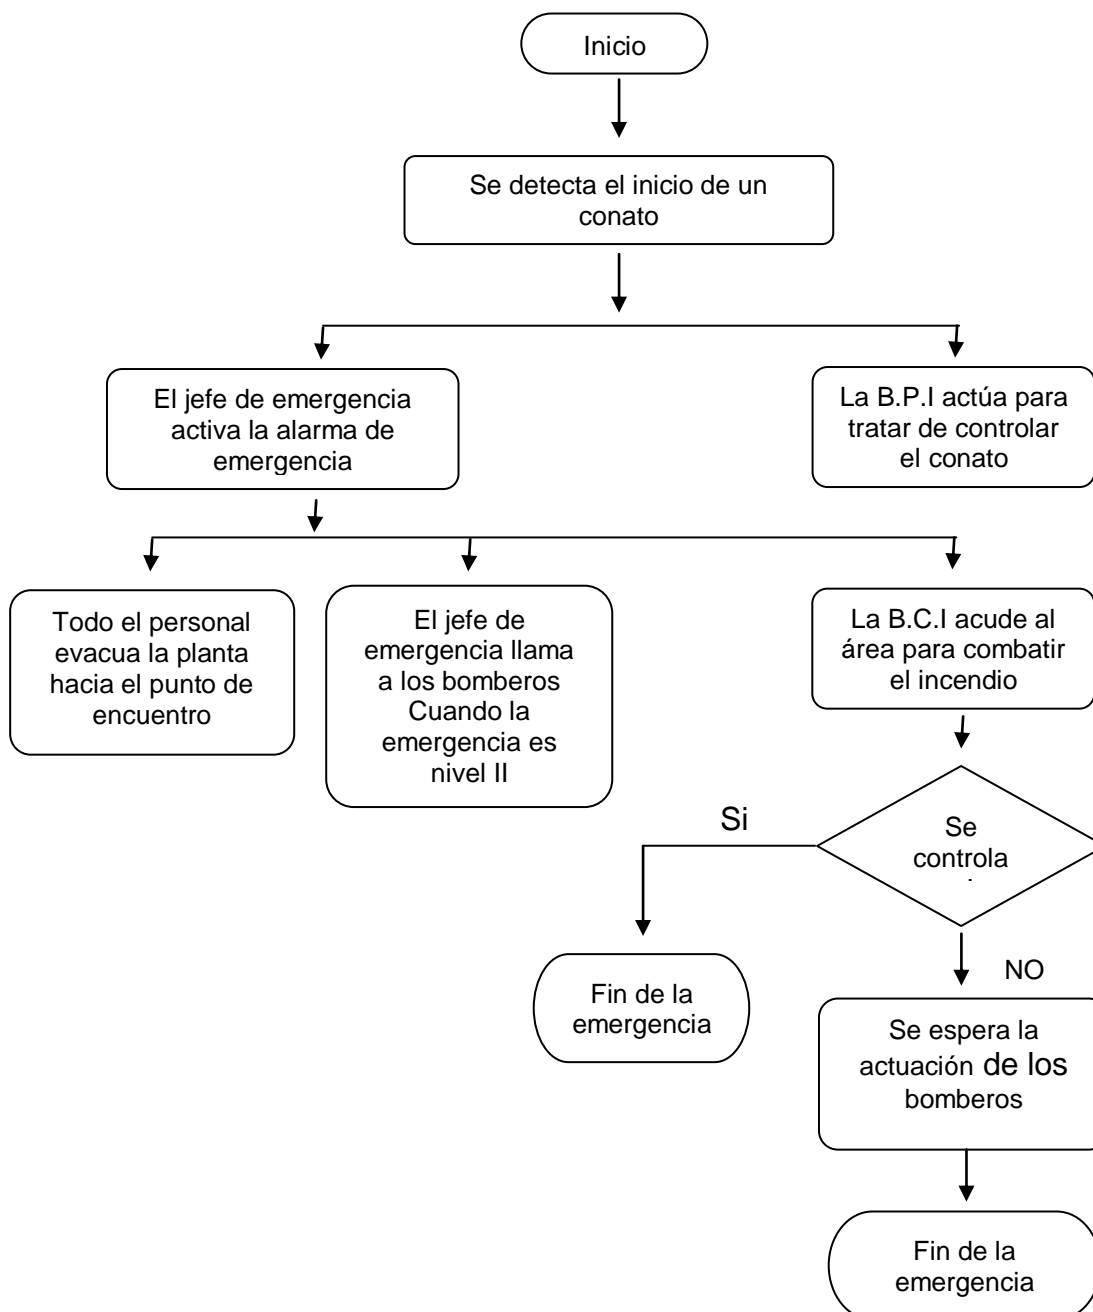 Inicio
Se detecta el inicio de un
conato
El jefe de emergencia
activa la alarma de
emergencia
La B.P.I actúa para
tratar de controlar
el conato
Todo el personal
evacua la planta
hacia el punto de
encuentro
El jefe de
emergencia llama
a los bomberos
Cuando la
emergencia es
nivel II
La B.C.I acude al
área para combatir
el incendio
Si
Se
controla
NO
Fin de la
emergencia
Se espera la
actuación de los
bomberos
Fin de la
emergencia